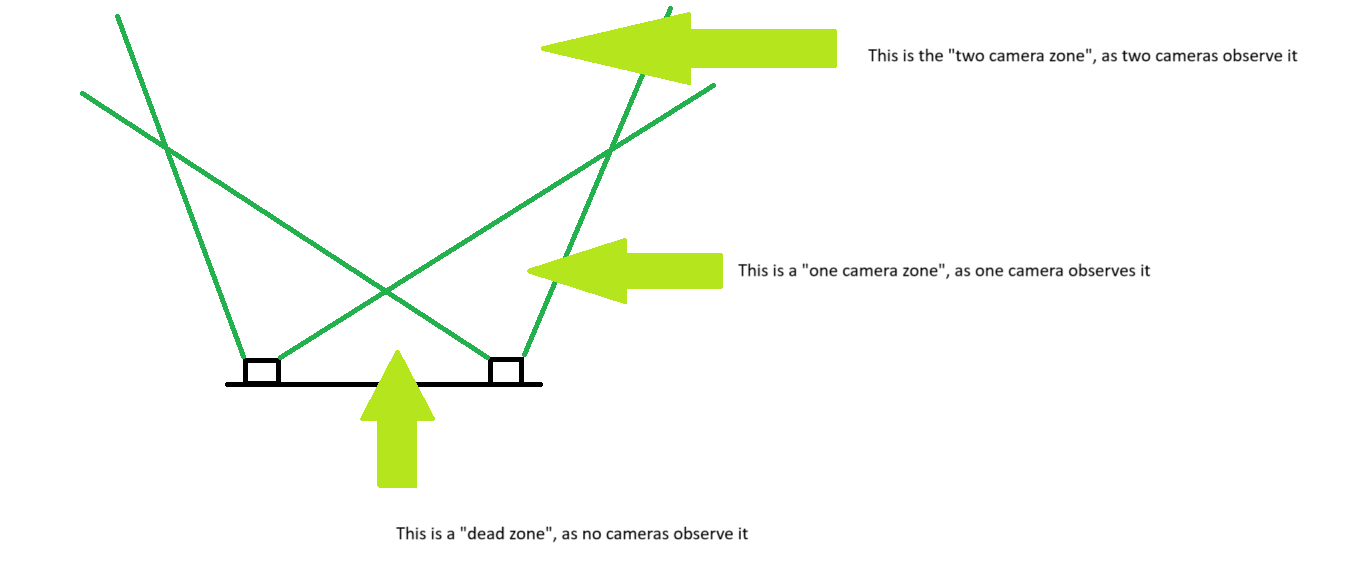 This is the "two camera zone", as two cameras observe it
This is a "one camera zone", as one camera observes it
This is a "dead zone", as no cameras observe it